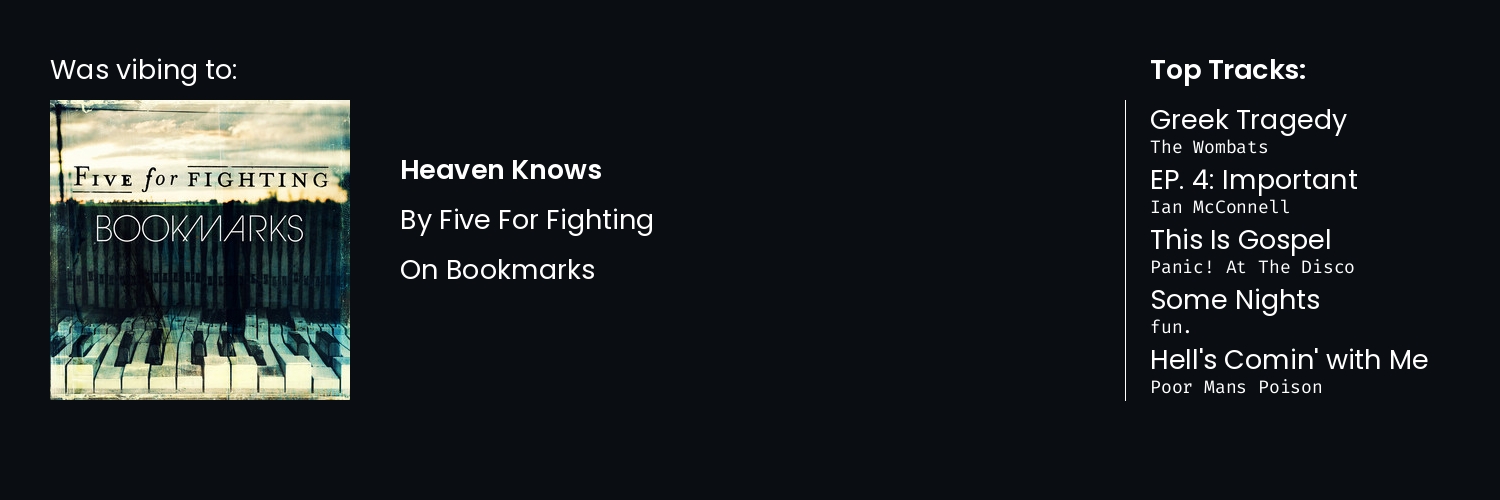 Was vibing to:
FIVE for FIGHTING
BOOKMARKS
Heaven Knows
By Five For Fighting
On Bookmarks
Top Tracks:
Greek Tragedy
The Wombats
EP. 4: Important
Ian McConnell
This Is Gospel
Panic! At The Disco
Some Nights
fun.
Hell's Comin' with Me
Poor Mans Poison